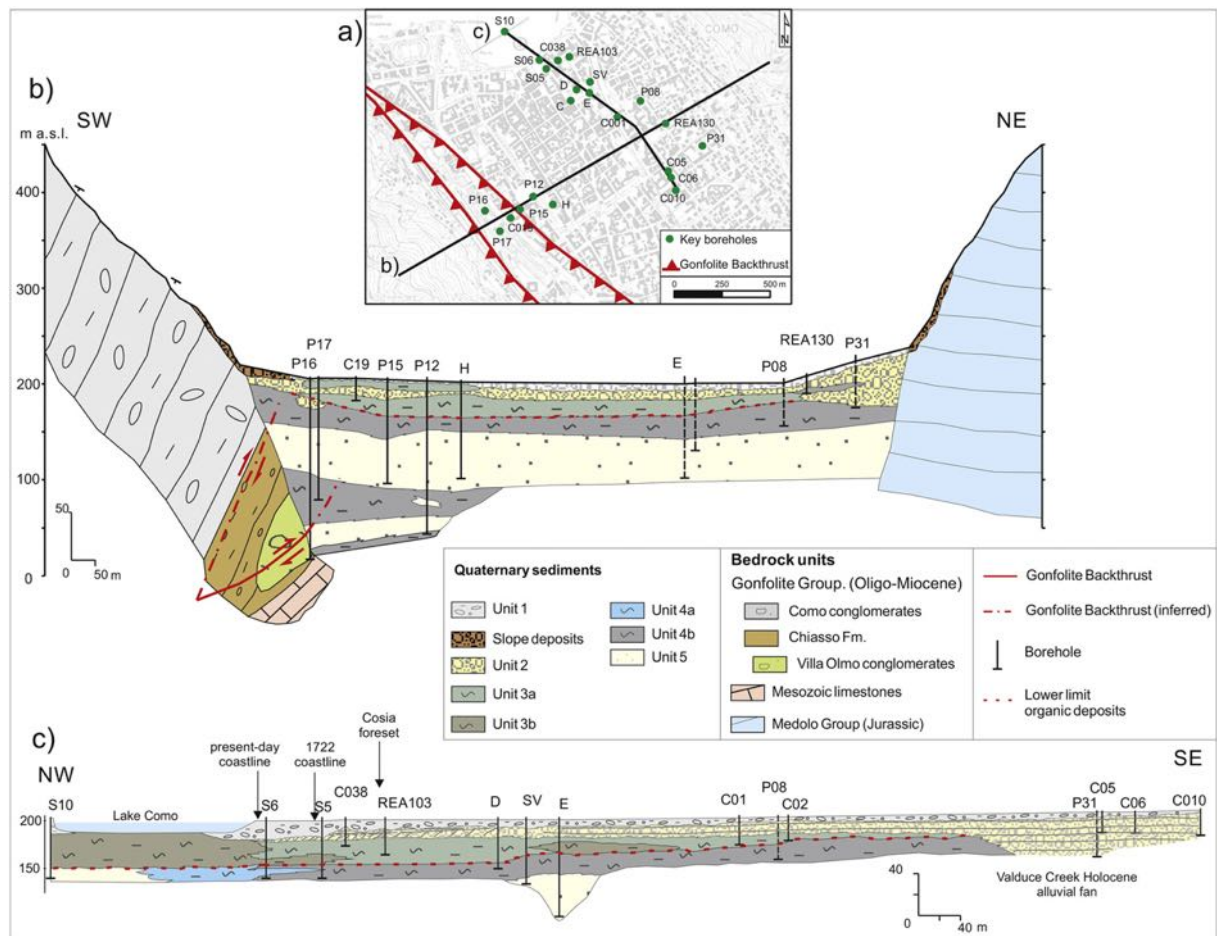 a)
S10
c)
C038
REA103
S06
S05
SV
D
P08
C
E
C001
REA130
P31
C05
C06
C010
P12
P16
P15
H
P17
b)
COMO
N
Key boreholes
Gonfolite Backthrust
0 250 500 m
b)
SW
NE
m a.s.l.
400
300
200
100
0
50
0 50 m
P17
P16 C19 P15 P12 H E P08 REA130 P31
Quaternary sediments
Unit 1
Slope deposits
Unit 2
Unit 3a
Unit 3b
Unit 4a
Unit 4b
Unit 5
Bedrock units
Gonfolite Group. (Oligo-Miocene)
Como conglomerates
Chiasso Fm.
Villa Olmo conglomerates
Mesozoic limestones
Medolo Group (Jurassic)
Gonfolite Backthrust
Gonfolite Backthrust (inferred)
Borehole
Lower limit
organic deposits
c)
NW
SE
present-day
coastline
1722
coastline
Cosia
foreset
S10
Lake Como
S6
S5
C038
REA103
D
SV
E
C01
P08
C02
P31
C05
C06
C010
200
150
Valduce Creek Holocene
alluvial fan
40
0
0 40 m